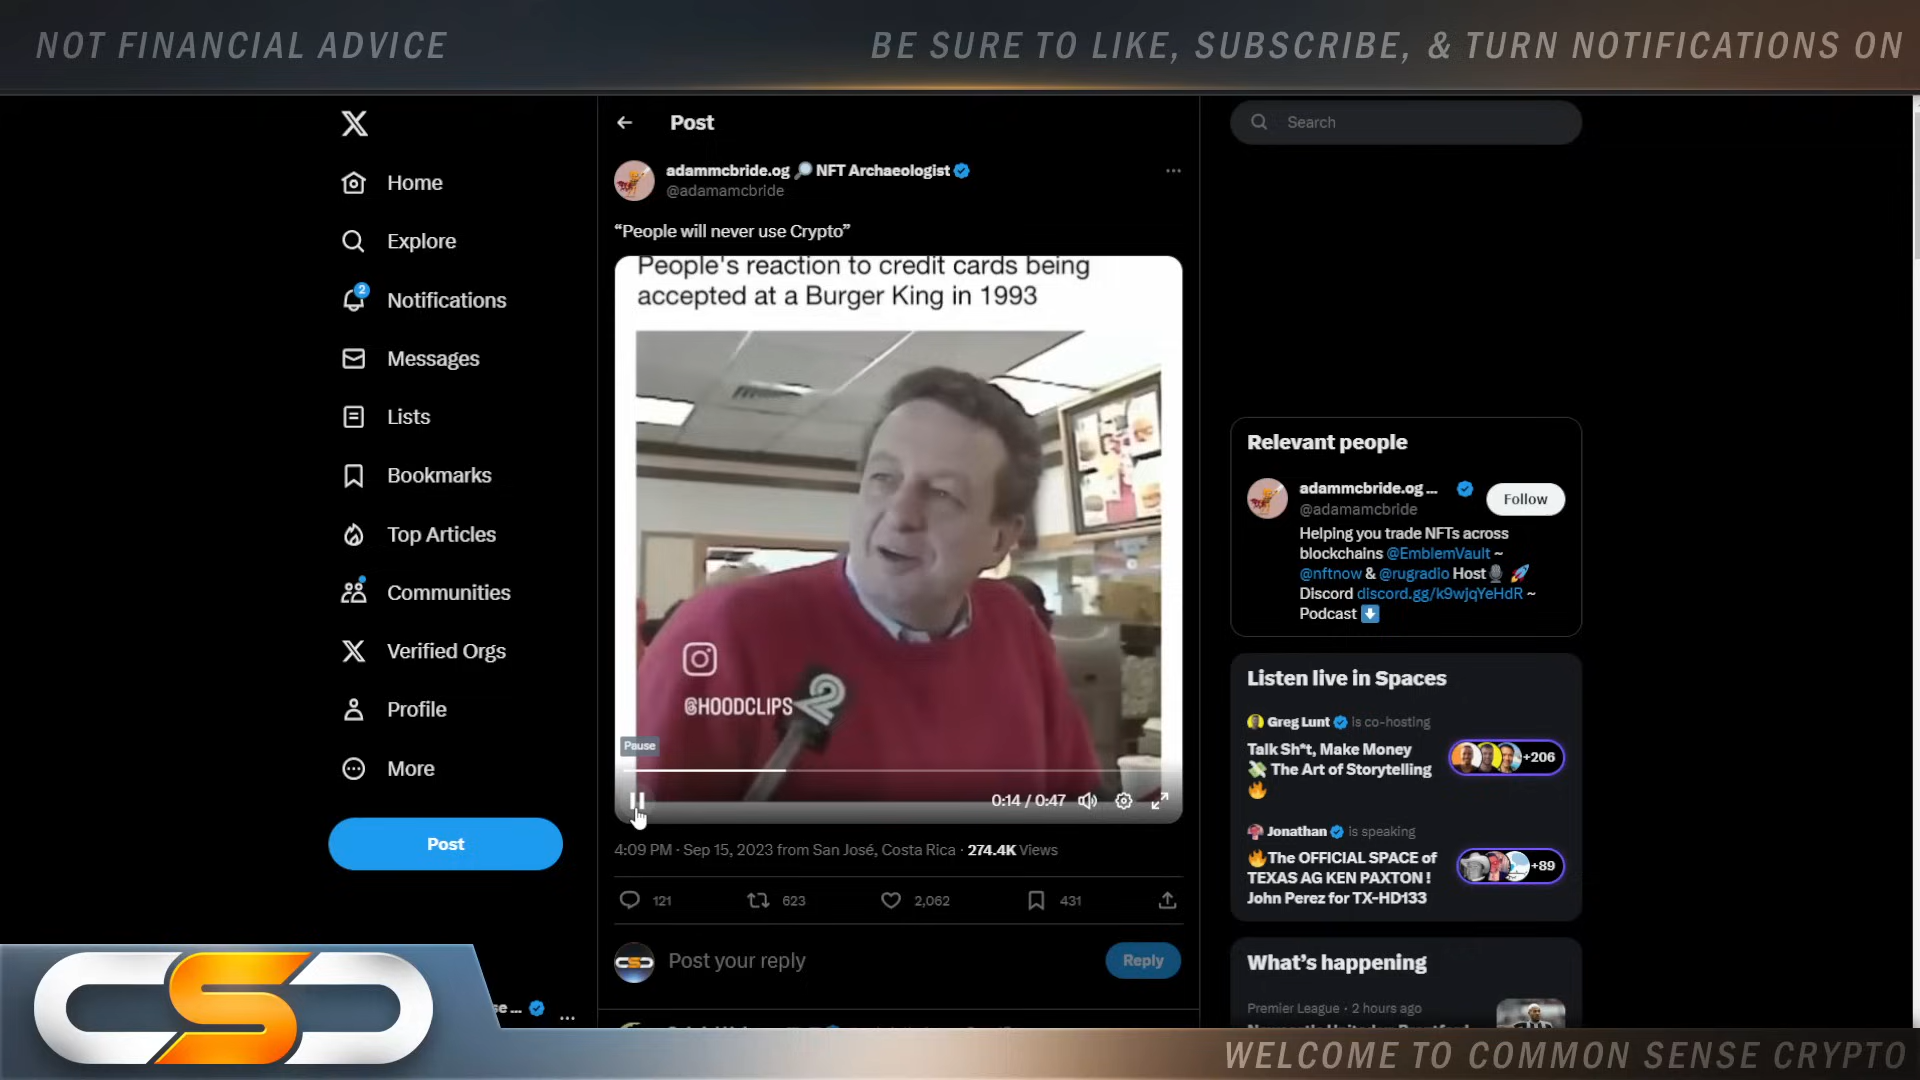 NOT FINANCIAL ADVICE
BE SURE TO LIKE, SUBSCRIBE, & TURN NOTIFICATIONS ON
Home
Explore
2
Notifications
Messages
Lists
Bookmarks
Top Articles
Communities
Verified Orgs
Profile
More
Post
Post
adammcbride.og NFT Archaeologist
@adamamcbride
“People will never use Crypto”
People's reaction to credit cards being
accepted at a Burger King in 1993
@HOODCLIPS
2
Pause
0:14 / 0:47
4:09 PM · Sep 15, 2023 from San José, Costa Rica · 274.4K Views
121
623
2,062
431
Post your reply
Reply
Search
Relevant people
adammcbride.og ...
@adamamcbride
Follow
Helping you trade NFTs across
blockchains @EmblemVault ~
@nftnow & @rugradio Host
Discord discord.gg/k9wjqYeHdR ~
Podcast
Listen live in Spaces
Greg Lunt is co-hosting
Talk Sh*t, Make Money
The Art of Storytelling
+206
Jonathan is speaking
The OFFICIAL SPACE of
TEXAS AG KEN PAXTON !
John Perez for TX-HD133
+89
What's happening
Premier League · 2 hours ago
CSC
se ...
WELCOME TO COMMON SENSE CRYPTO